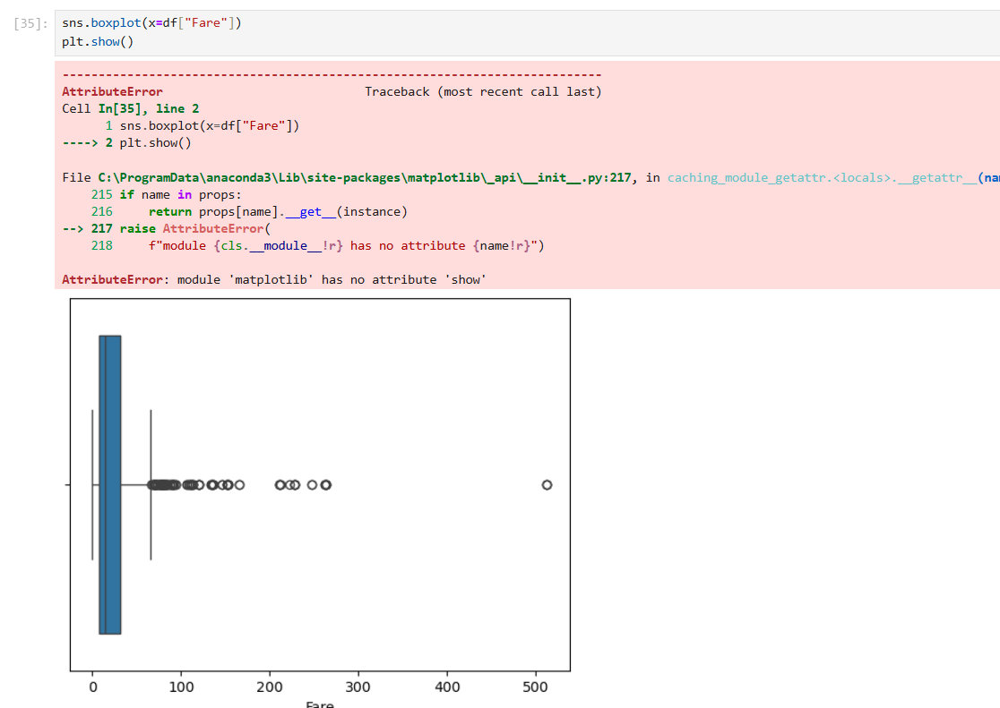 [35]: sns.boxplot(x=df["Fare"])
plt.show()
---------------------------------------------------------------------------
AttributeError                            Traceback (most recent call last)
Cell In[35], line 2
      1 sns.boxplot(x=df["Fare"])
----> 2 plt.show()
File C:\ProgramData\anaconda3\Lib\site-packages\matplotlib\_api\__init__.py:217, in caching_module_getattr.<locals>.__getattr__(na
    215 if name in props:
    216     return props[name].__get__(instance)
--> 217 raise AttributeError(
    218     f"module {cls.__module__!r} has no attribute {name!r}")
AttributeError: module 'matplotlib' has no attribute 'show'
0 100 200 300 400 500
Fare